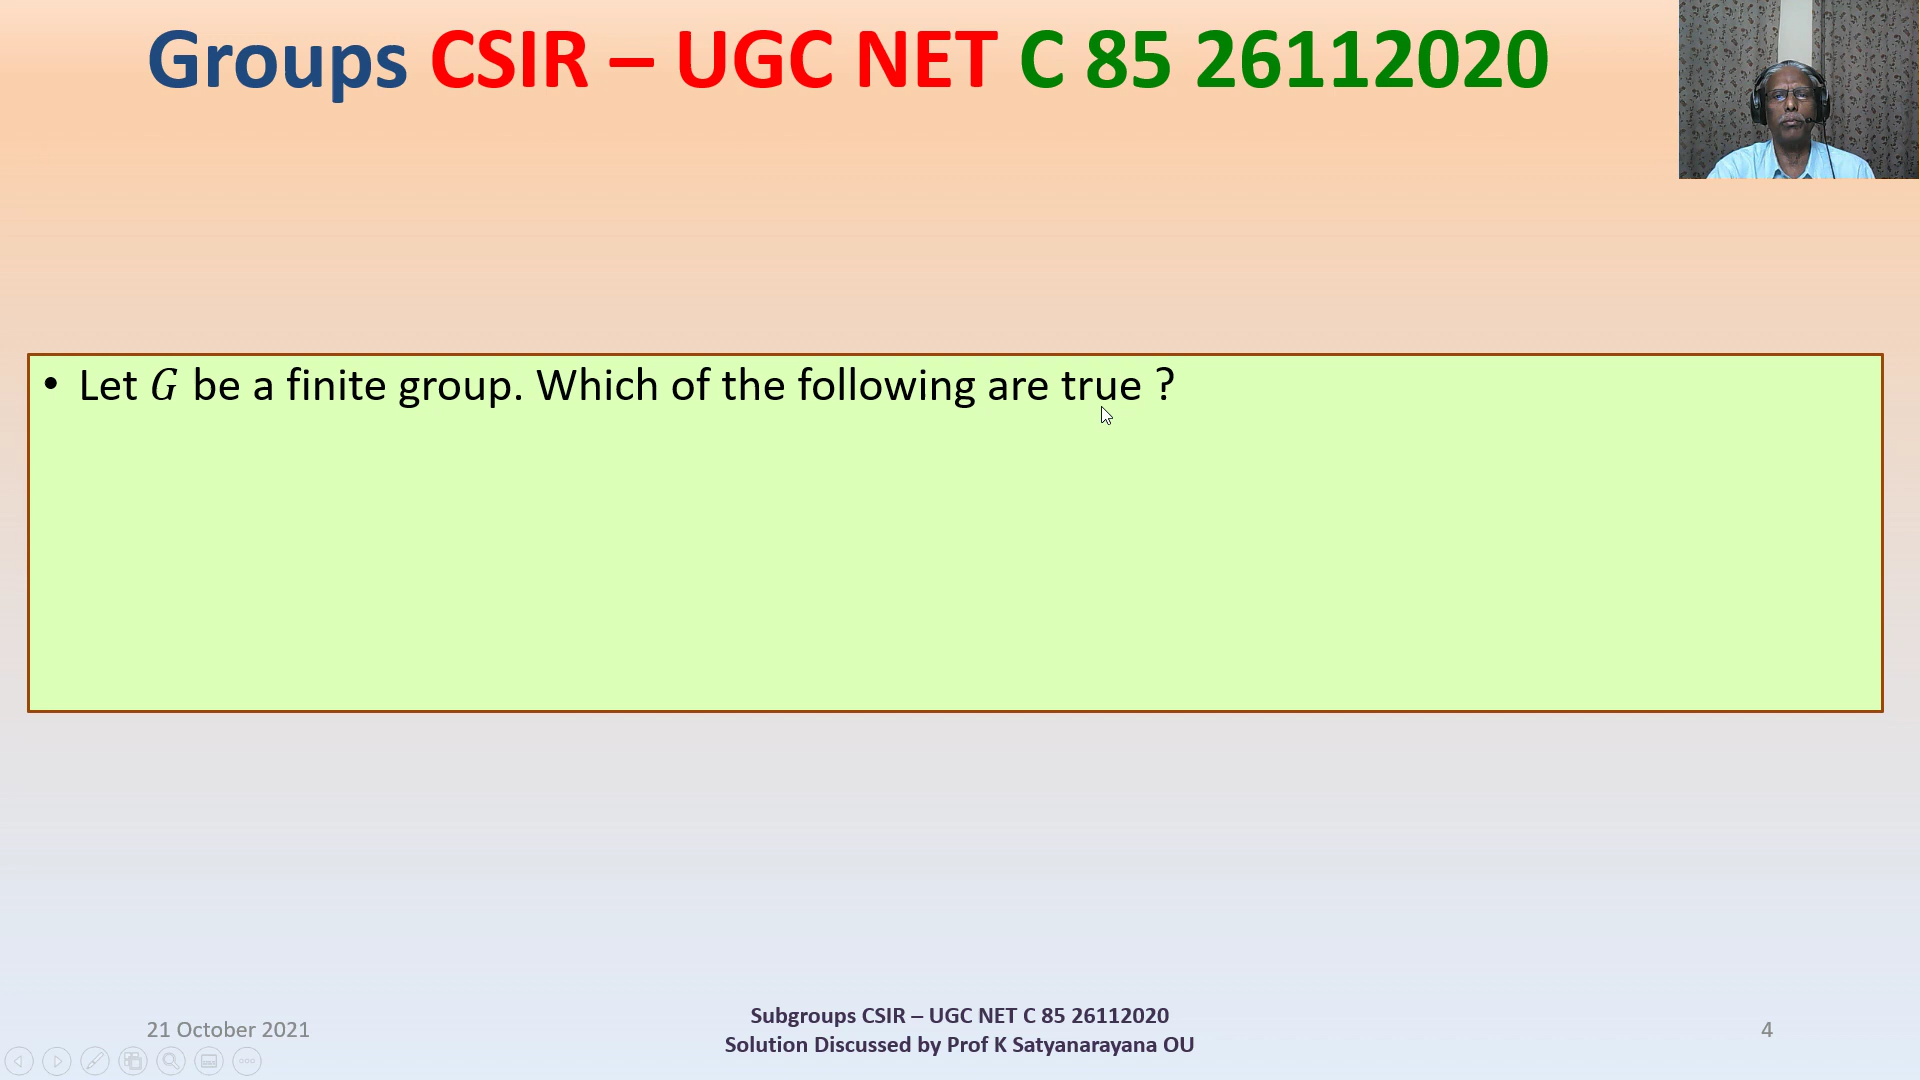 Groups CSIR – UGC NET C 85 26112020
• Let G be a finite group. Which of the following are true ?
21 October 2021
Subgroups CSIR – UGC NET C 85 26112020
Solution Discussed by Prof K Satyanarayana OU
4